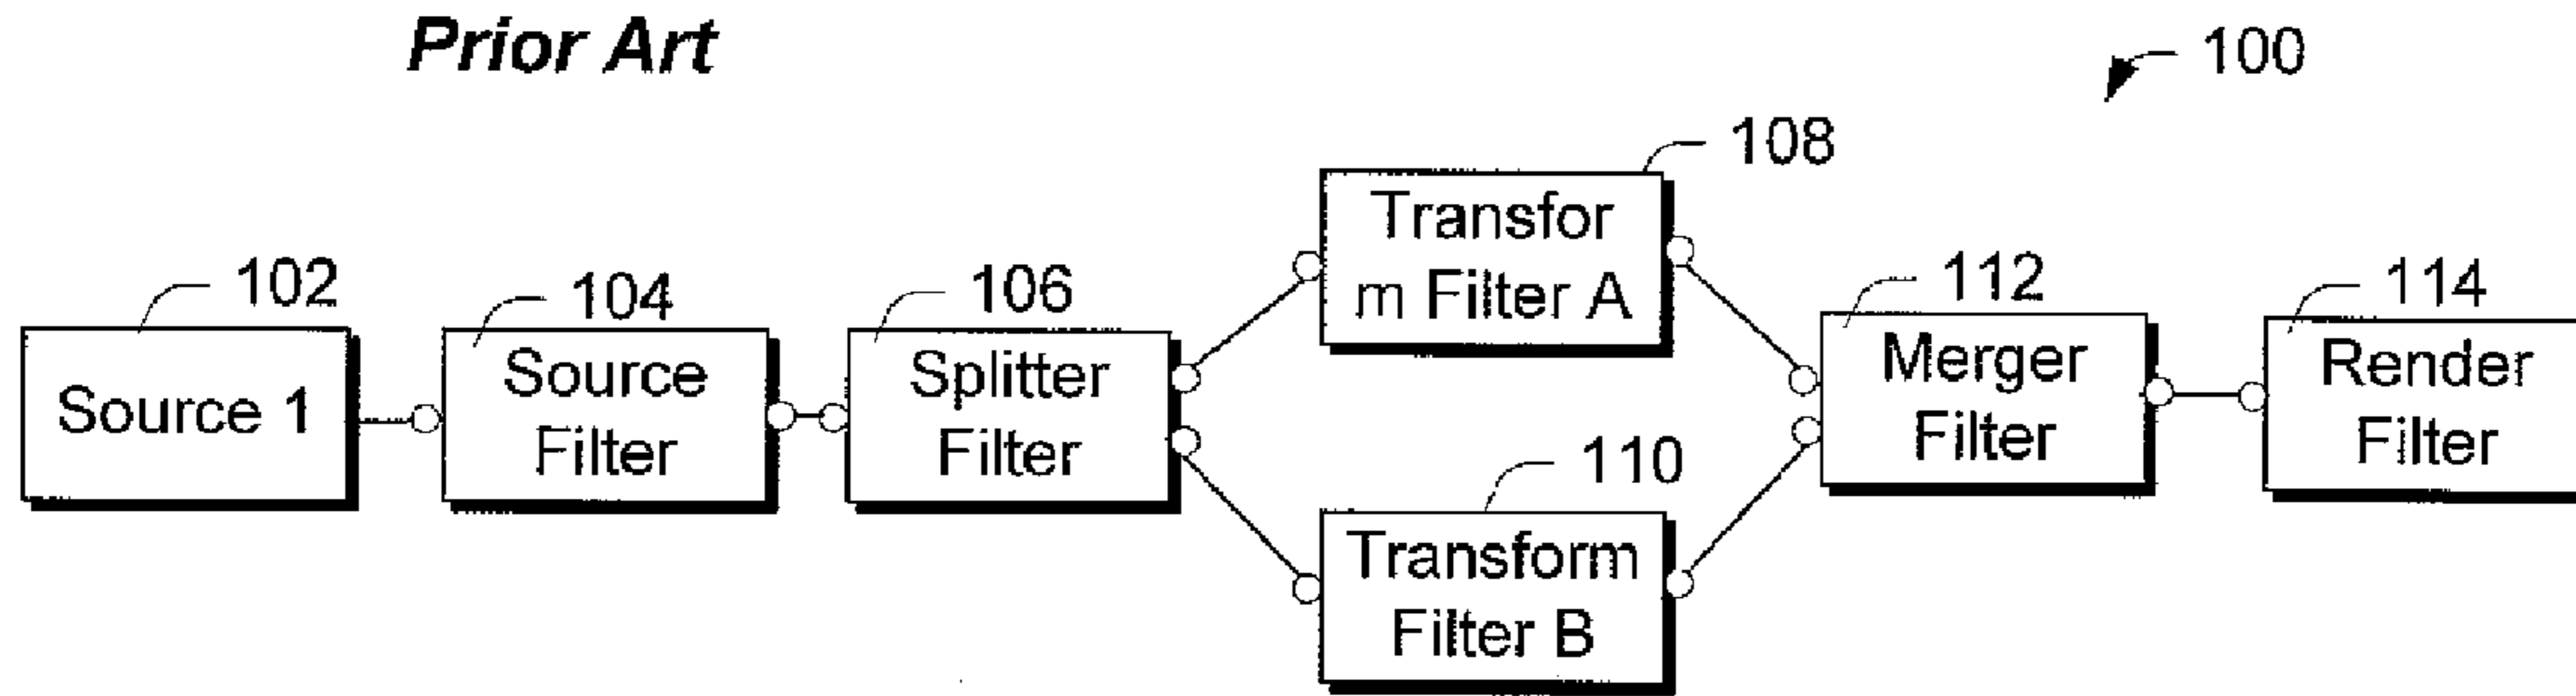 Prior Art
100
102
Source 1
104
Source
Filter
106
Splitter
Filter
108
Transfor
m Filter A
110
Transform
Filter B
112
Merger
Filter
114
Render
Filter